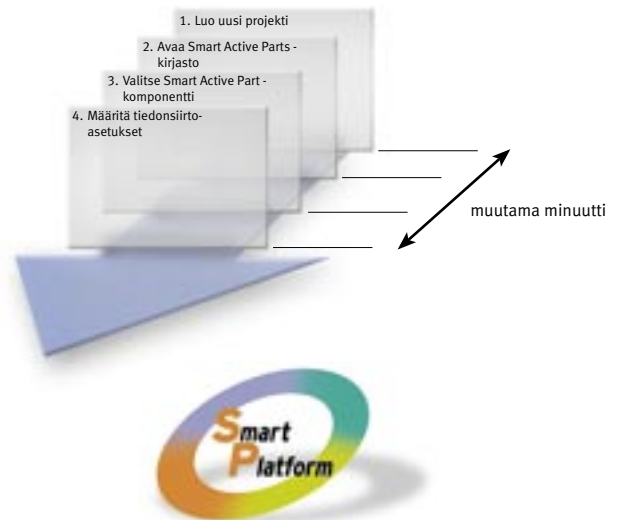 1. Luo uusi projekti
2. Avaa Smart Active Parts -
kirjasto
3. Valitse Smart Active Part -
komponentti
4. Määritä tiedonsiirto-
asetukset
muutama minuutti
Smart
Platform